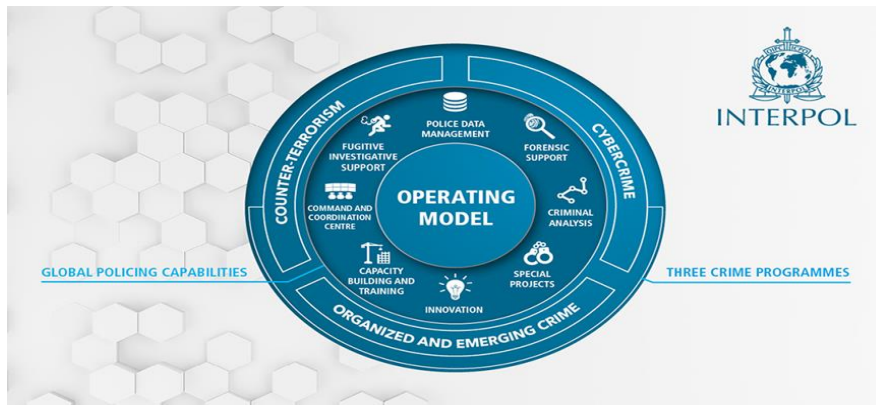 INTERPOL
INTERPOL
OPERATING
MODEL
POLICE DATA
MANAGEMENT
FORENSIC
SUPPORT
CRIMINAL
ANALYSIS
SPECIAL
PROJECTS
INNOVATION
CAPACITY
BUILDING AND
TRAINING
COMMAND AND
COORDINATION
CENTRE
FUGITIVE
INVESTIGATIVE
SUPPORT
COUNTER-TERRORISM
CYBERCRIME
ORGANIZED AND EMERGING CRIME
GLOBAL POLICING CAPABILITIES
THREE CRIME PROGRAMMES